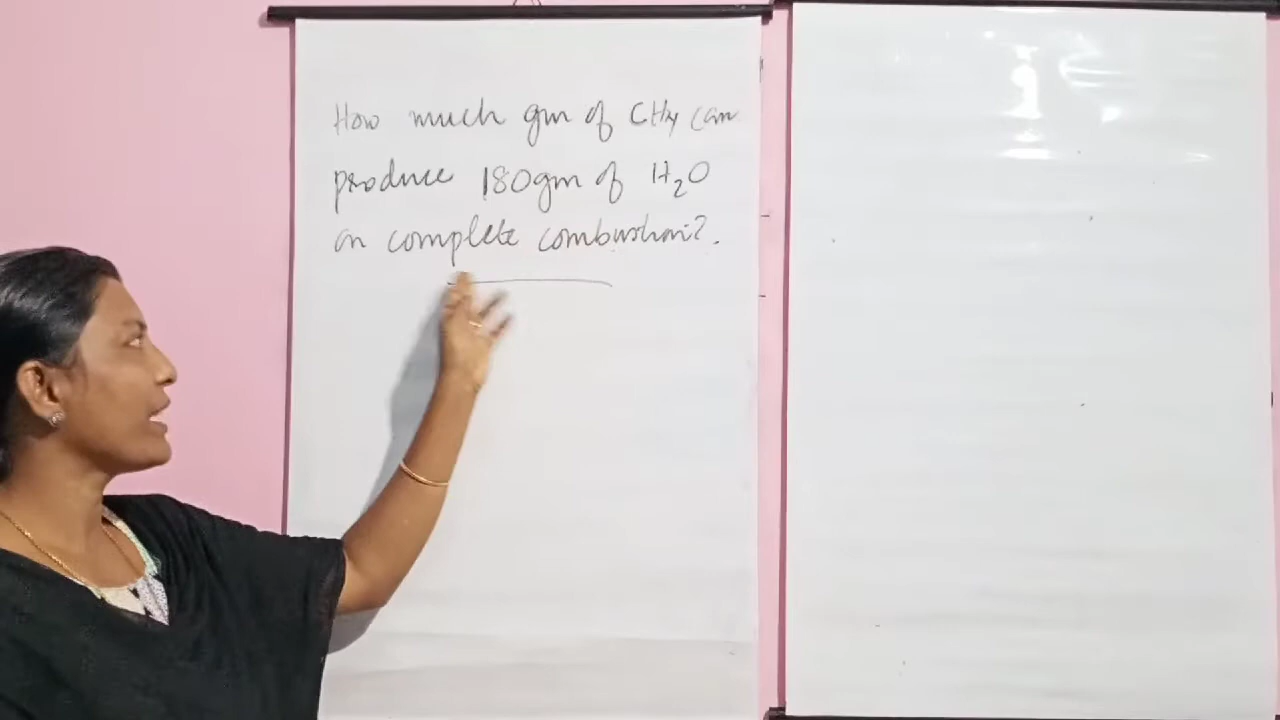 How much gm of CH4 can
produce 180gm of H2O
on complete combustion?.